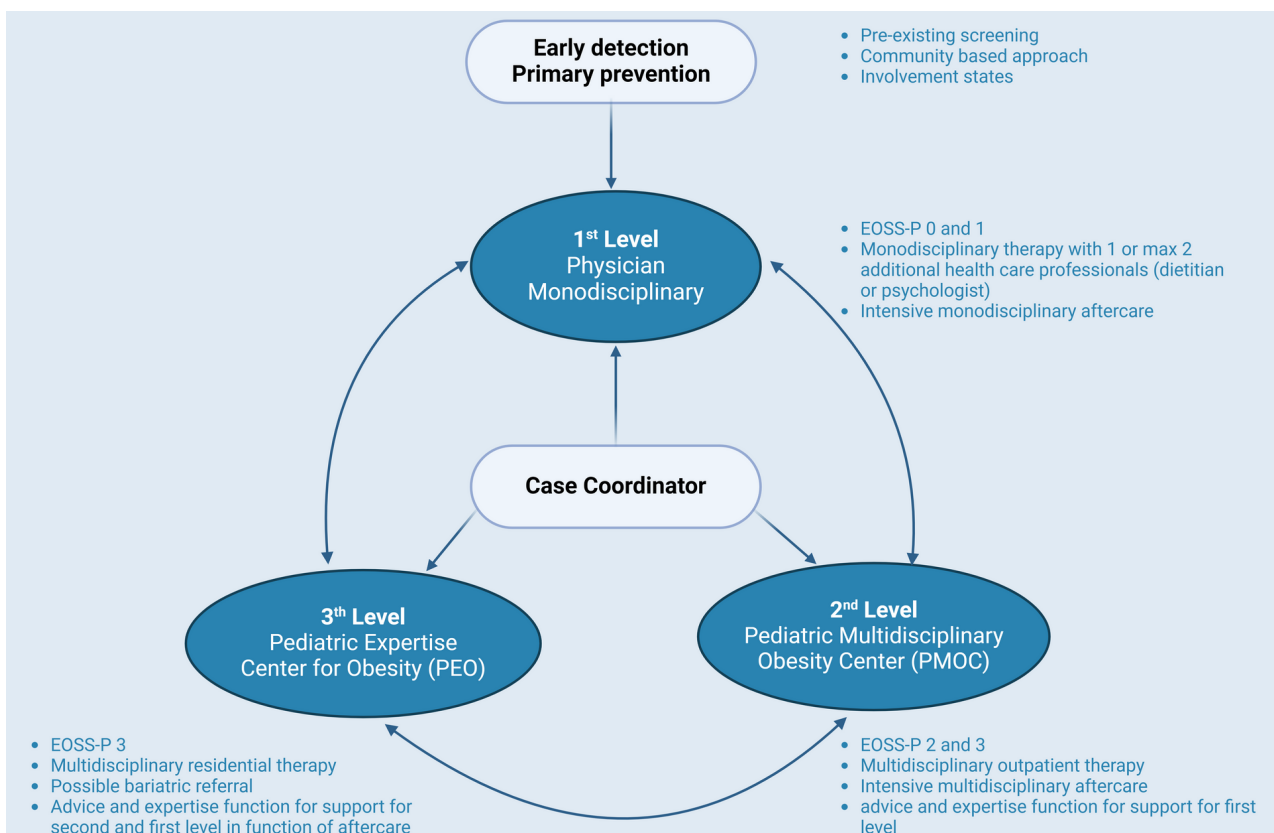 Early detection
Primary prevention
• Pre-existing screening
• Community based approach
• Involvement states
1st Level
Physician
Monodisciplinary
• EOSS-P 0 and 1
• Monodisciplinary therapy with 1 or max 2
additional health care professionals (dietitian
or psychologist)
• Intensive monodisciplinary aftercare
Case Coordinator
3th Level
Pediatric Expertise
Center for Obesity (PEO)
2nd Level
Pediatric Multidisciplinary
Obesity Center (PMOC)
• EOSS-P 3
• Multidisciplinary residential therapy
• Possible bariatric referral
• Advice and expertise function for support for
second and first level in function of aftercare
• EOSS-P 2 and 3
• Multidisciplinary outpatient therapy
• Intensive multidisciplinary aftercare
• advice and expertise function for support for first
level